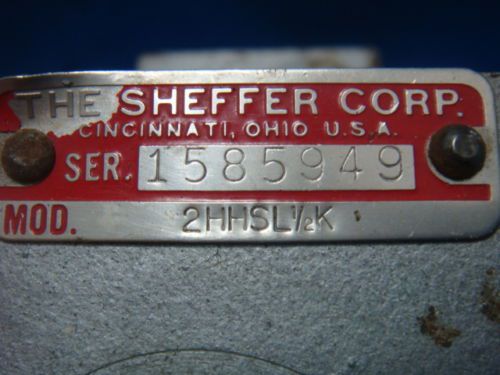 THE SHEFFER CORP.
CINCINNATI, OHIO U.S.A.
SER. 1585949
MOD. 2HHSL½K